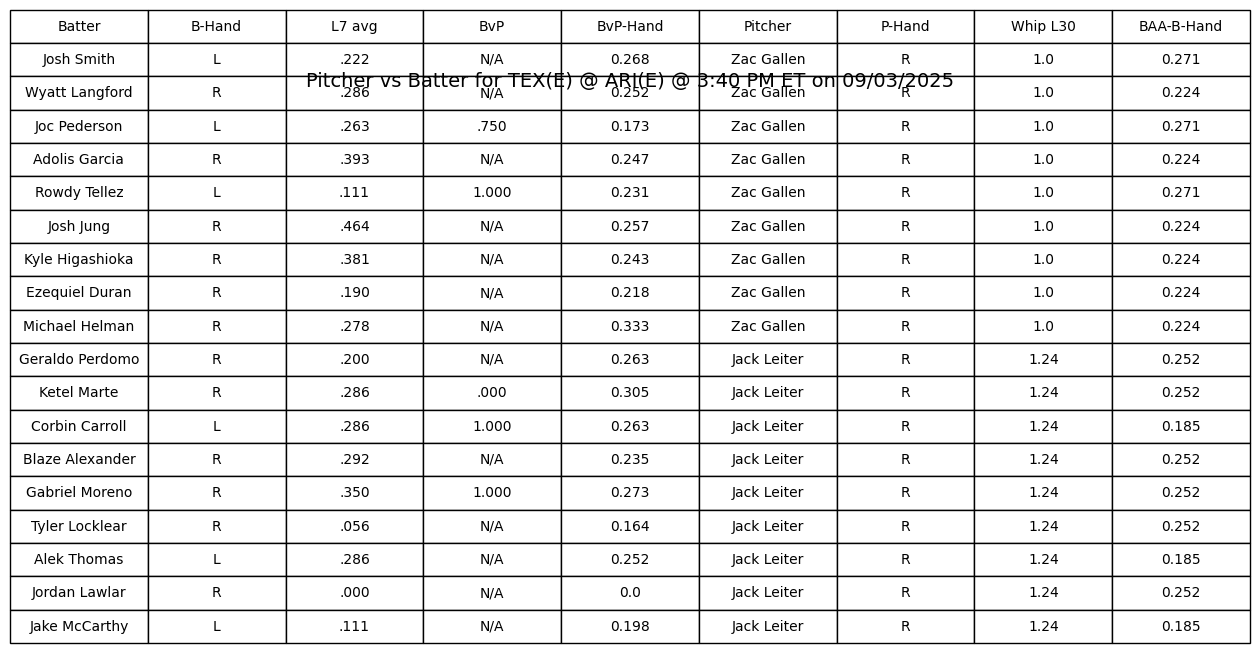 Batter B-Hand L7 avg BvP BvP-Hand Pitcher P-Hand Whip L30 BAA-B-Hand
Josh Smith L .222 N/A 0.268 Zac Gallen R 1.0 0.271
Pitcher vs Batter for TEX(E) @ ARI(E) @ 3:40 PM ET on 09/03/2025
Wyatt Langford R .286 N/A 0.252 Zac Gallen R 1.0 0.224
Joc Pederson L .263 .750 0.173 Zac Gallen R 1.0 0.271
Adolis Garcia R .393 N/A 0.247 Zac Gallen R 1.0 0.224
Rowdy Tellez L .111 1.000 0.231 Zac Gallen R 1.0 0.271
Josh Jung R .464 N/A 0.257 Zac Gallen R 1.0 0.224
Kyle Higashioka R .381 N/A 0.243 Zac Gallen R 1.0 0.224
Ezequiel Duran R .190 N/A 0.218 Zac Gallen R 1.0 0.224
Michael Helman R .278 N/A 0.333 Zac Gallen R 1.0 0.224
Geraldo Perdomo R .200 N/A 0.263 Jack Leiter R 1.24 0.252
Ketel Marte R .286 .000 0.305 Jack Leiter R 1.24 0.252
Corbin Carroll L .286 1.000 0.263 Jack Leiter R 1.24 0.185
Blaze Alexander R .292 N/A 0.235 Jack Leiter R 1.24 0.252
Gabriel Moreno R .350 1.000 0.273 Jack Leiter R 1.24 0.252
Tyler Locklear R .056 N/A 0.164 Jack Leiter R 1.24 0.252
Alek Thomas L .286 N/A 0.252 Jack Leiter R 1.24 0.185
Jordan Lawlar R .000 N/A 0.0 Jack Leiter R 1.24 0.252
Jake McCarthy L .111 N/A 0.198 Jack Leiter R 1.24 0.185